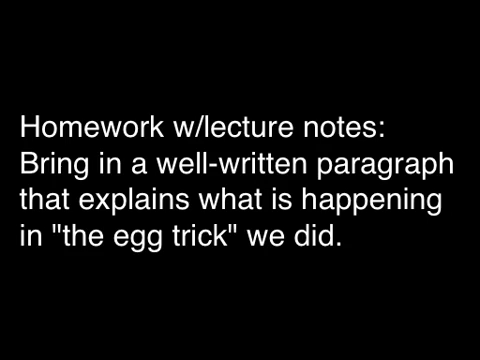 Homework w/lecture notes:
Bring in a well-written paragraph
that explains what is happening
in "the egg trick" we did.